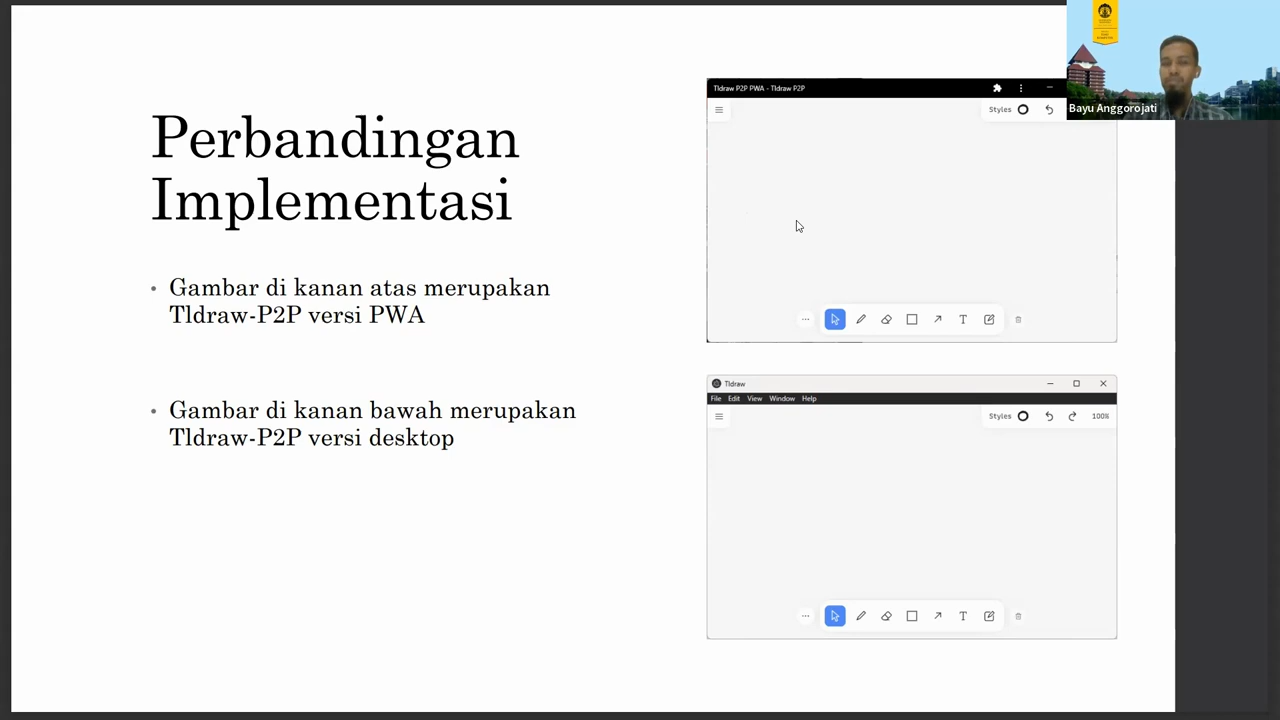 Perbandingan
Implementasi
• Gambar di kanan atas merupakan
Tldraw-P2P versi PWA
• Gambar di kanan bawah merupakan
Tldraw-P2P versi desktop
Tldraw P2P PWA - Tldraw P2P
Styles
T
Tldraw
File Edit View Window Help
Styles
100%
T
Bayu Anggorojati